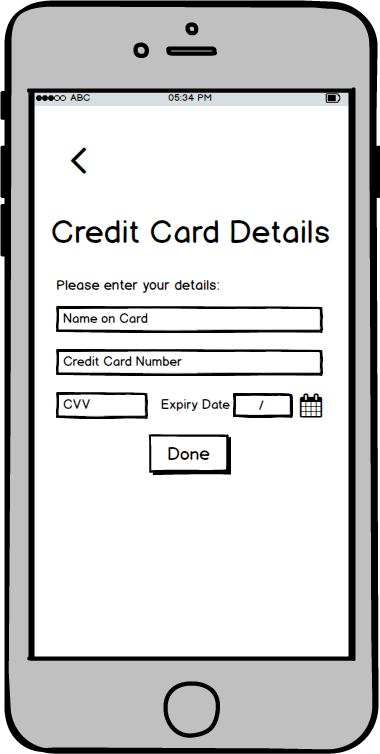 ABC 05:34 PM
Credit Card Details
Please enter your details:
Name on Card
Credit Card Number
CVV Expiry Date /
Done